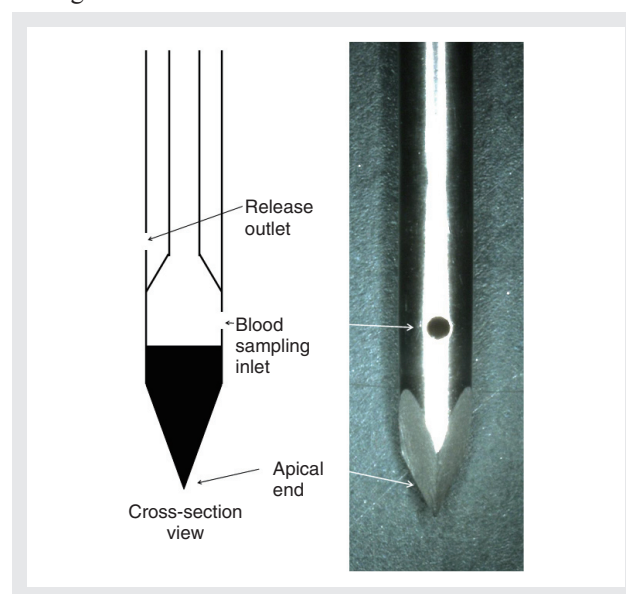 Release
outlet
Blood
sampling
inlet
Apical
end
Cross-section
view